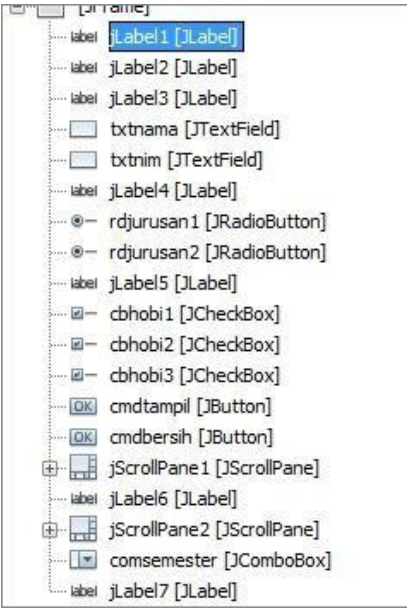 [JFrame]
label jLabel1 [JLabel]
label jLabel2 [JLabel]
label jLabel3 [JLabel]
txtnama [JTextField]
txtnim [JTextField]
label jLabel4 [JLabel]
rdjurusan1 [JRadioButton]
rdjurusan2 [JRadioButton]
label jLabel5 [JLabel]
cbhobi1 [JCheckBox]
cbhobi2 [JCheckBox]
cbhobi3 [JCheckBox]
OK cmdtampil [JButton]
OK cmdbersih [JButton]
jScrollPane1 [JScrollPane]
label jLabel6 [JLabel]
jScrollPane2 [JScrollPane]
comsemester [JComboBox]
label jLabel7 [JLabel]